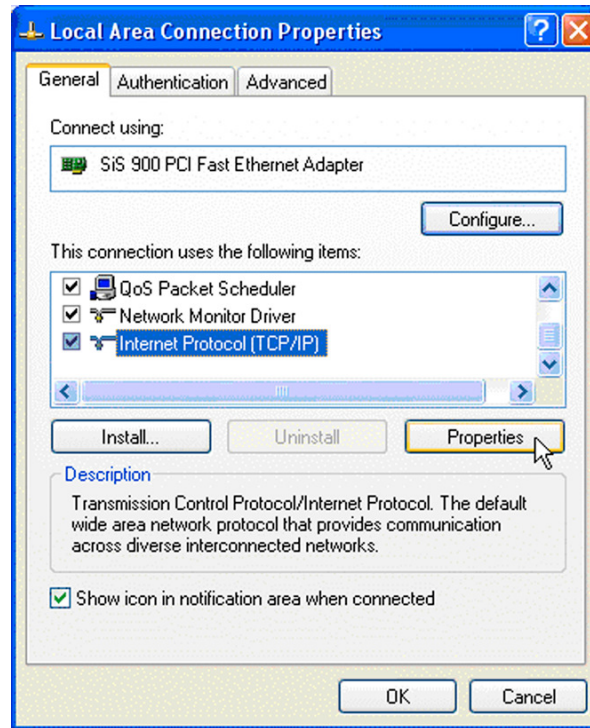 Local Area Connection Properties
General Authentication Advanced
Connect using:
SiS 900 PCI Fast Ethernet Adapter
Configure...
This connection uses the following items:
QoS Packet Scheduler
Network Monitor Driver
Internet Protocol (TCP/IP)
Install... Uninstall Properties
Description
Transmission Control Protocol/Internet Protocol. The default
wide area network protocol that provides communication
across diverse interconnected networks.
Show icon in notification area when connected
OK Cancel